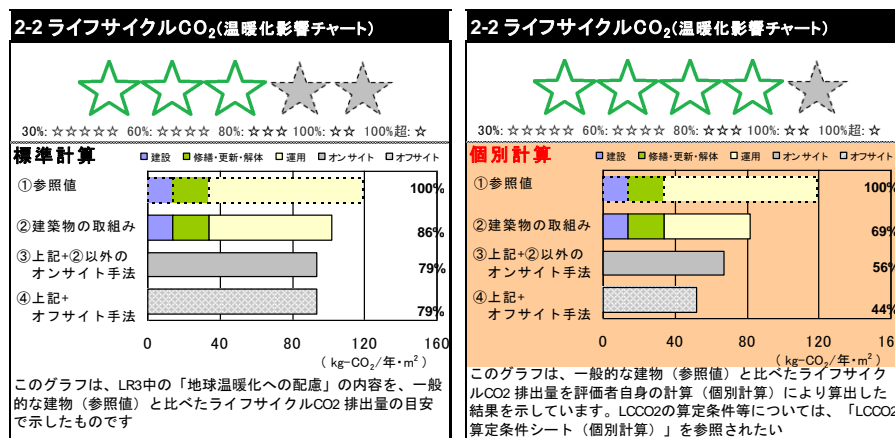 2-2 ライフサイクルCO2(温暖化影響チャート)
30%: ☆☆☆☆☆ 60%: ☆☆☆☆ 80%: ☆☆☆ 100%: ☆☆ 100%超: ☆
標準計算
建設 修繕・更新・解体 運用 オンサイト オフサイト
①参照値
100%
②建築物の取組み
86%
③上記+②以外の
オンサイト手法
79%
④上記+
オフサイト手法
79%
0 40 80 120 160
( kg-CO2/年・m2 )
このグラフは、LR3中の「地球温暖化への配慮」の内容を、一般
的な建物(参照値)と比べたライフサイクルCO2 排出量の目安
で示したものです
2-2 ライフサイクルCO2(温暖化影響チャート)
30%: ☆☆☆☆☆ 60%: ☆☆☆☆ 80%: ☆☆☆ 100%: ☆☆ 100%超: ☆
個別計算
建設 修繕・更新・解体 運用 オンサイト オフサイト
①参照値
100%
②建築物の取組み
69%
③上記+②以外の
オンサイト手法
56%
④上記+
オフサイト手法
44%
0 40 80 120 16
( kg-CO2/年・m2 )
このグラフは、一般的な建物(参照値)と比べたライフサイク
ルCO2 排出量を評価者自身の計算(個別計算)により算出した
結果を示しています。LCCO2の算定条件等については、「LCCO2
算定条件シート(個別計算)」を参照されたい